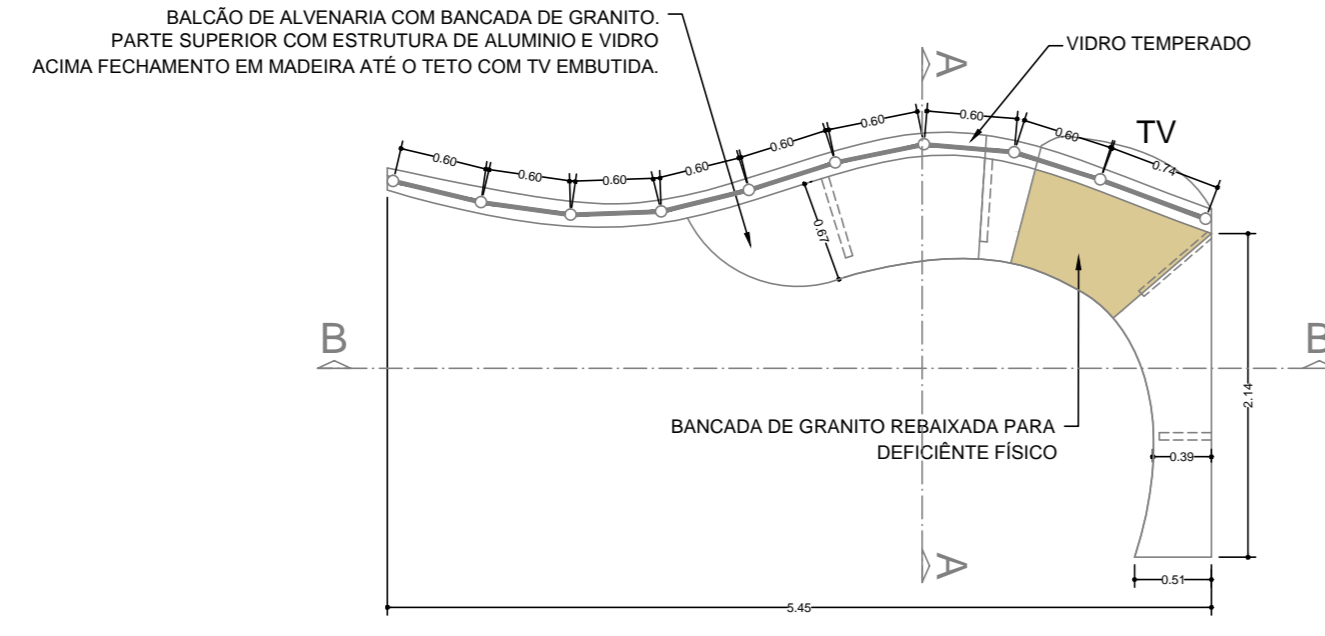 BALCÃO DE ALVENARIA COM BANCADA DE GRANITO.
PARTE SUPERIOR COM ESTRUTURA DE ALUMINIO E VIDRO
ACIMA FECHAMENTO EM MADEIRA ATÉ O TETO COM TV EMBUTIDA.
VIDRO TEMPERADO
A
TV
0.60
0.60
0.60
0.60
0.60
0.60
0.60
0.60
0.74
0.67
B
B
BANCADA DE GRANITO REBAIXADA PARA
DEFICIÊNTE FÍSICO
2.14
0.39
A
0.51
5.45